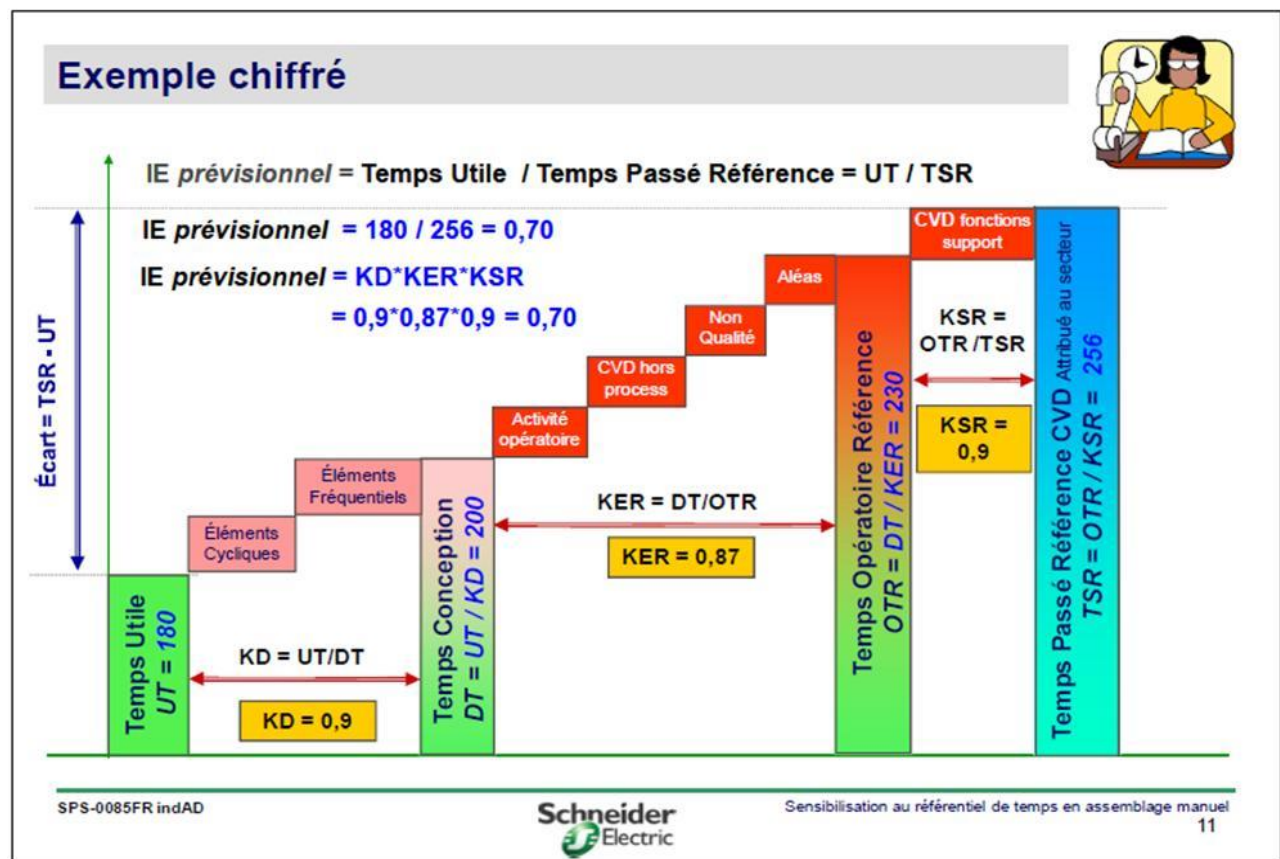 Exemple chiffré
IE prévisionnel = Temps Utile / Temps Passé Référence = UT / TSR
IE prévisionnel = 180 / 256 = 0,70
IE prévisionnel = KD*KER*KSR
= 0,9*0,87*0,9 = 0,70
Écart = TSR - UT
Temps Utile
UT = 180
Éléments
Cycliques
Éléments
Fréquentiels
KD = UT/DT
KD = 0,9
Temps Conception
DT = UT / KD = 200
Activité
opératoire
CVD hors
process
Non
Qualité
Aléas
KER = DT/OTR
KER = 0,87
Temps Opératoire Référence
OTR = DT / KER = 230
CVD fonctions
support
KSR =
OTR /TSR
KSR =
0,9
Temps Passé Référence CVD Attribué au secteur
TSR = OTR / KSR = 256
SPS-0085FR indAD
Schneider
Electric
Sensibilisation au référentiel de temps en assemblage manuel
11